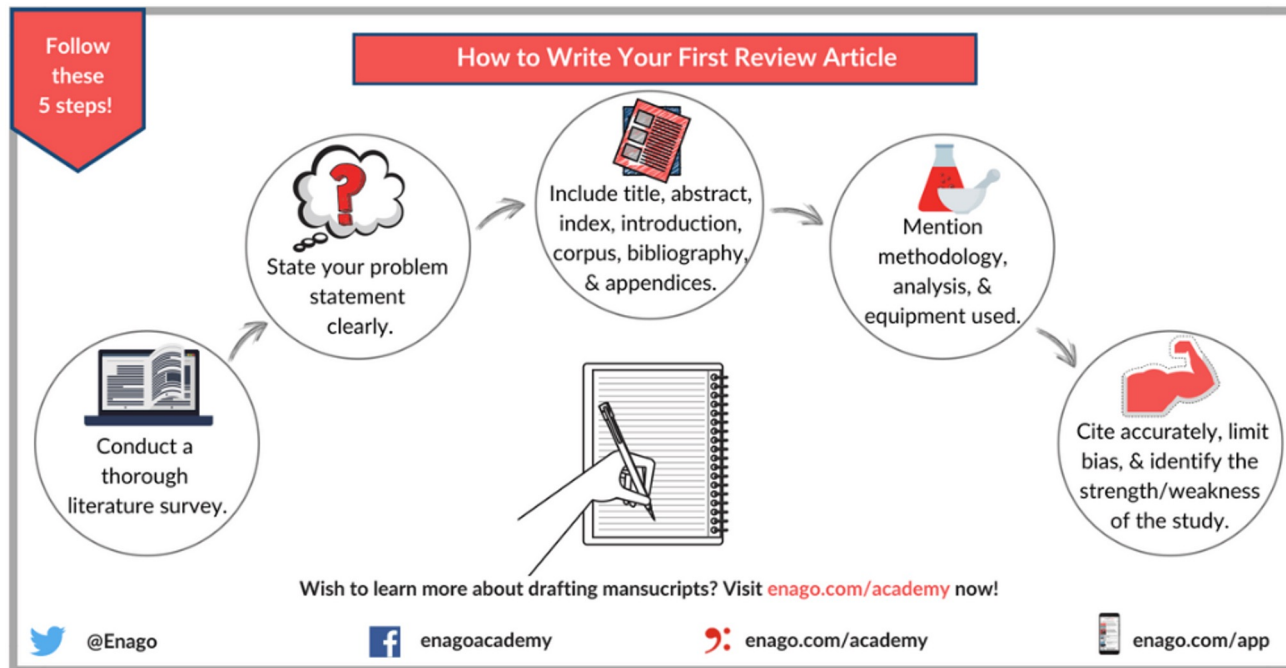 Follow
these
5 steps!
How to Write Your First Review Article
Conduct a
thorough
literature survey.
State your problem
statement
clearly.
Include title, abstract,
index, introduction,
corpus, bibliography,
& appendices.
Mention
methodology,
analysis, &
equipment used.
Cite accurately, limit
bias, & identify the
strength/weakness
of the study.
Wish to learn more about drafting mansucripts? Visit enago.com/academy now!
@Enago
enagoacademy
enago.com/academy
enago.com/app